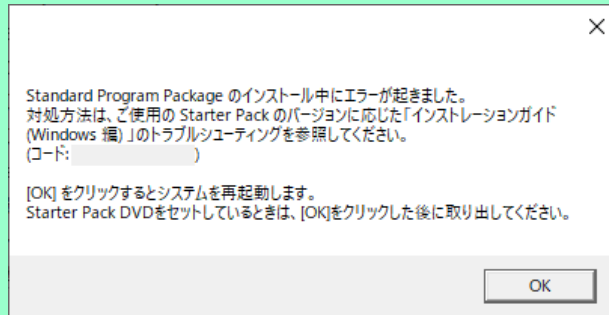 Standard Program Package のインストール中にエラーが起きました。
対処方法は、ご使用の Starter Pack のバージョンに応じた「インストレーションガイド
(Windows 編) 」のトラブルシューティングを参照してください。
(コード: )
[OK] をクリックするとシステムを再起動します。
Starter Pack DVDをセットしているときは、[OK]をクリックした後に取り出してください。
OK